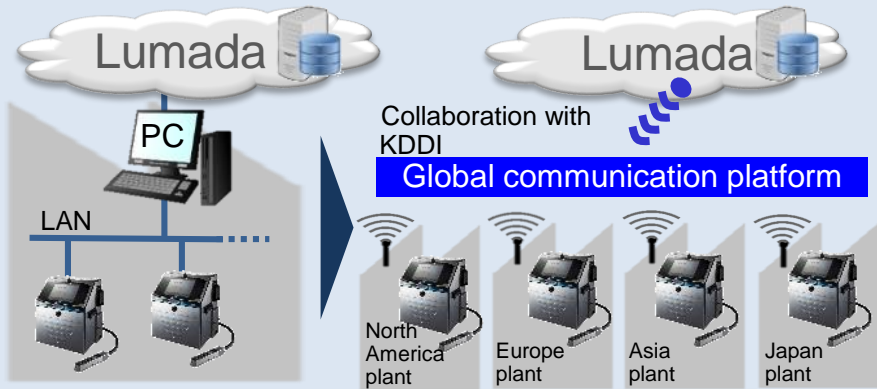 Lumada
PC
LAN
Lumada
Collaboration with
KDDI
Global communication platform
North
America
plant
Europe
plant
Asia
plant
Japan
plant